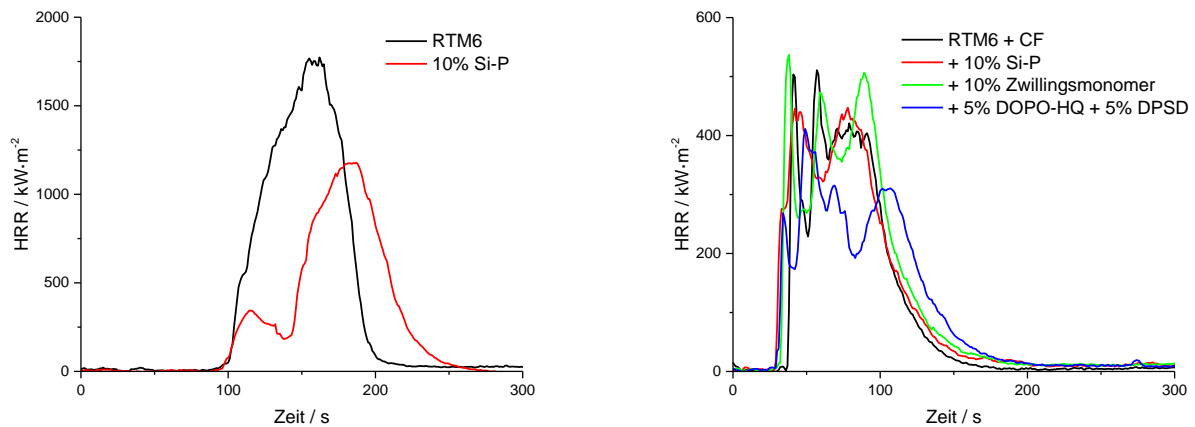 2000
1500
1000
500
0
0
100
200
300
HRR / kW·m-2
Zeit / s
RTM6
10% Si-P
600
400
200
0
0
100
200
300
HRR / kW·m-2
Zeit / s
RTM6 + CF
+ 10% Si-P
+ 10% Zwillingsmonomer
+ 5% DOPO-HQ + 5% DPSD